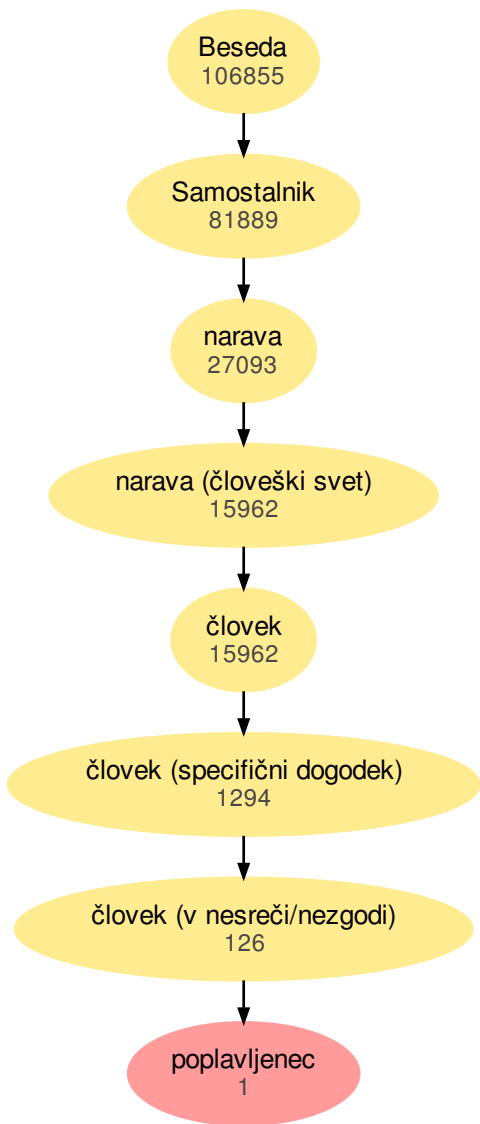 Beseda
106855
Samostalnik
81889
narava
27093
narava (človeški svet)
15962
človek
15962
človek (specifični dogodek)
1294
človek (v nesreči/nezgodi)
126
poplavljenec
1